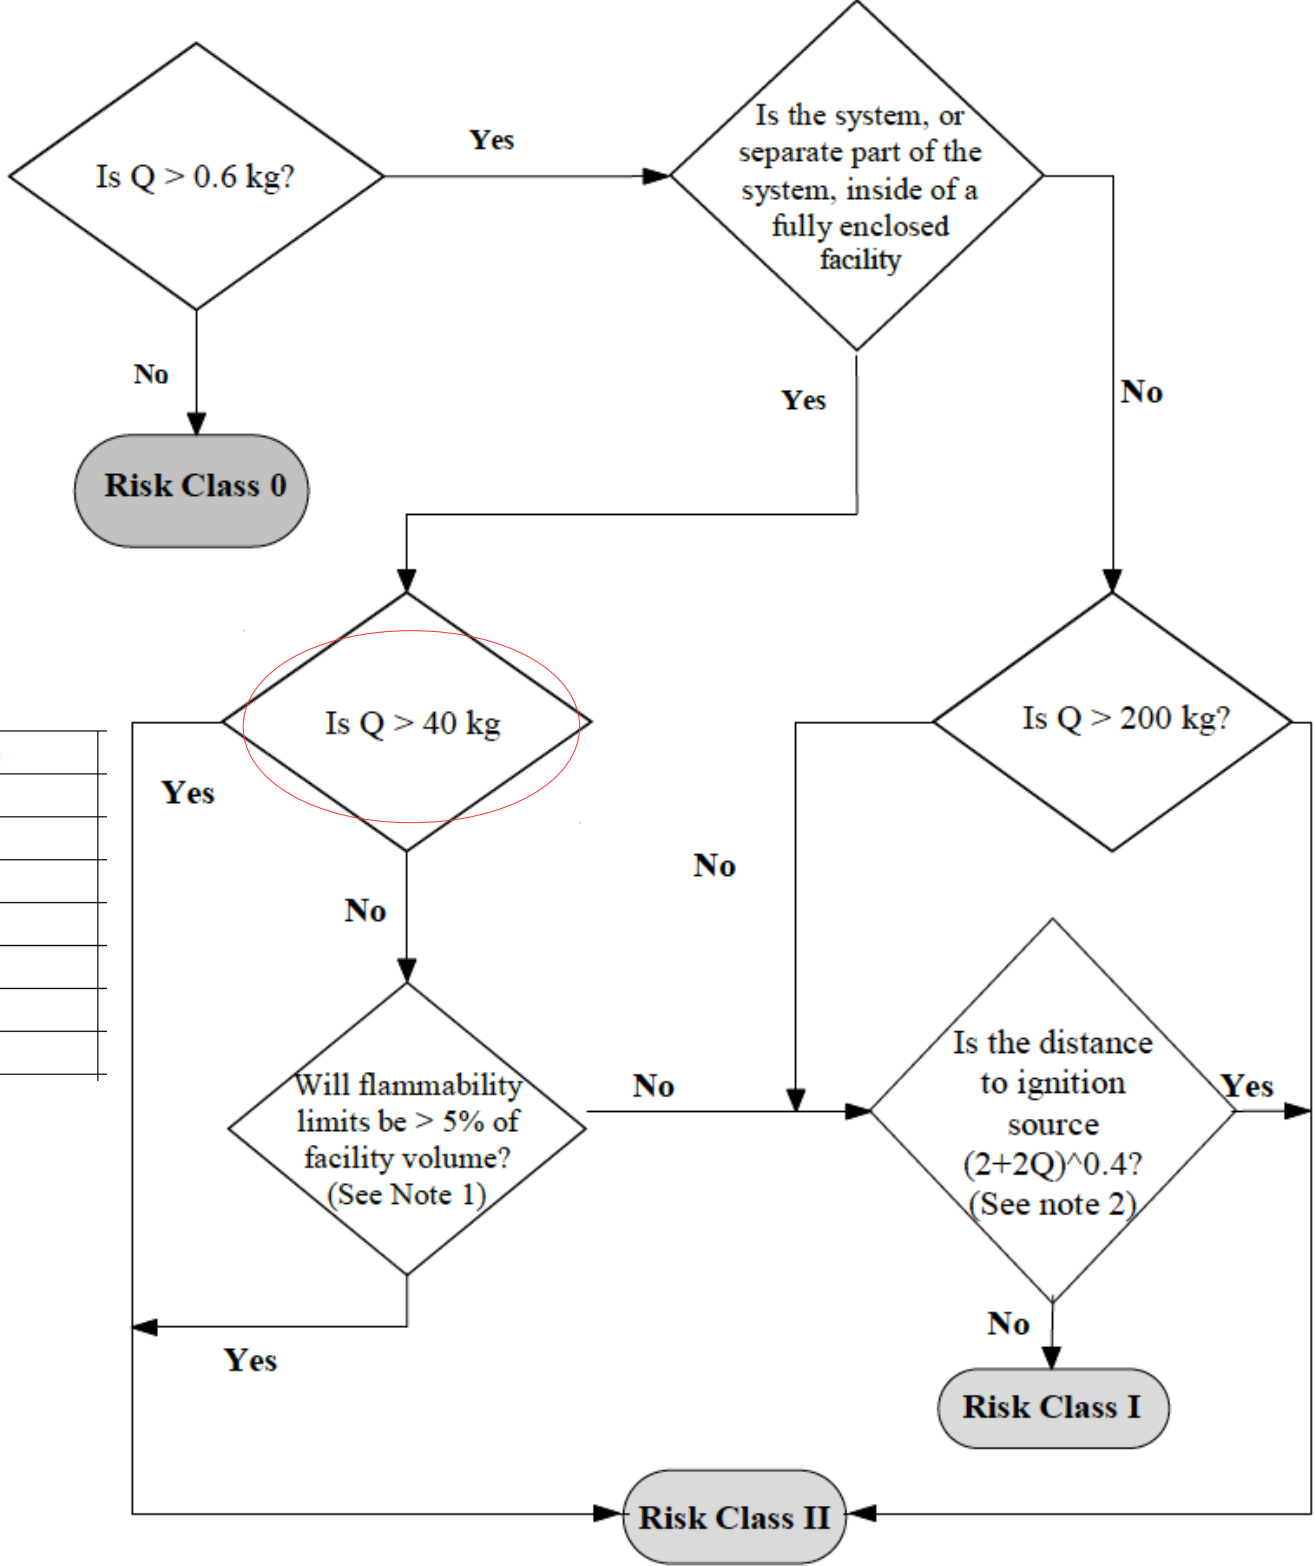 Is Q > 0.6 kg?
Yes
Is the system, or
separate part of the
system, inside of a
fully enclosed
facility
No
Risk Class 0
Yes
No
Is Q > 40 kg
Yes
No
Is Q > 200 kg?
No
Will flammability
limits be > 5% of
facility volume?
(See Note 1)
No
Yes
Is the distance
to ignition
source
(2+2Q)^0.4?
(See note 2)
Yes
No
Risk Class I
Risk Class II